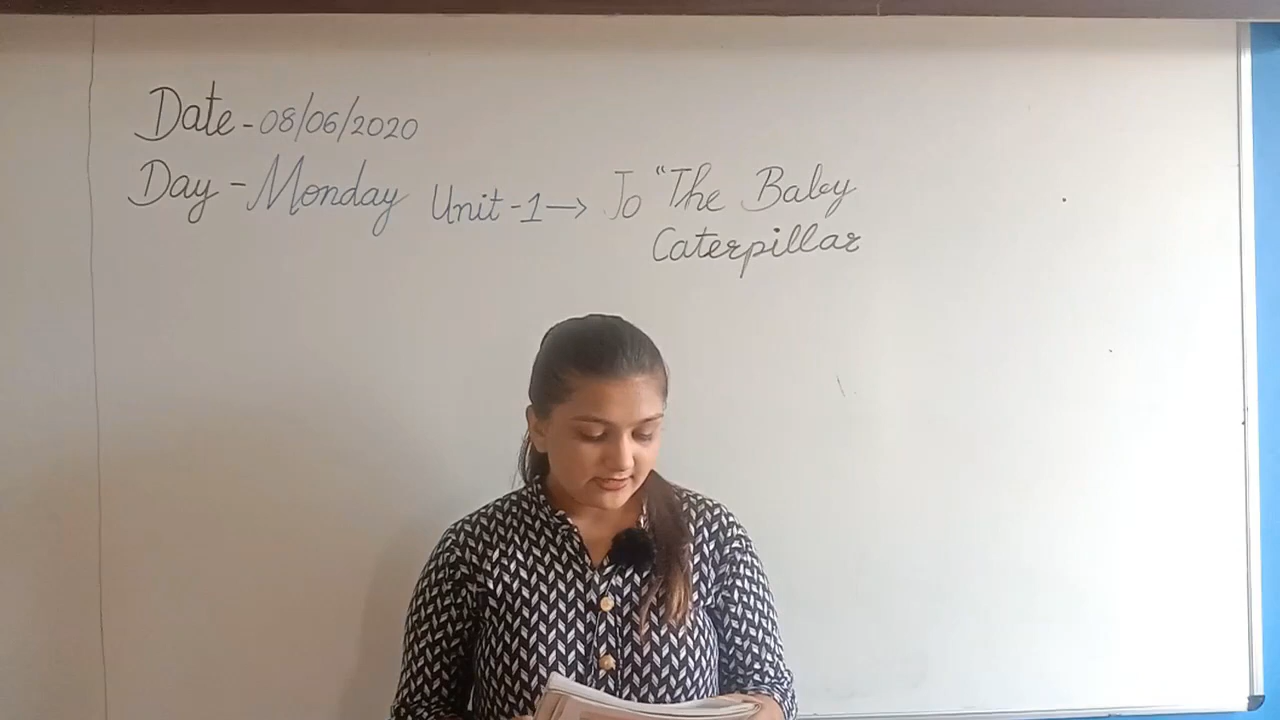 Date - 08/06/2020
Day - Monday Unit -1 → Jo "The Baby
Caterpillar